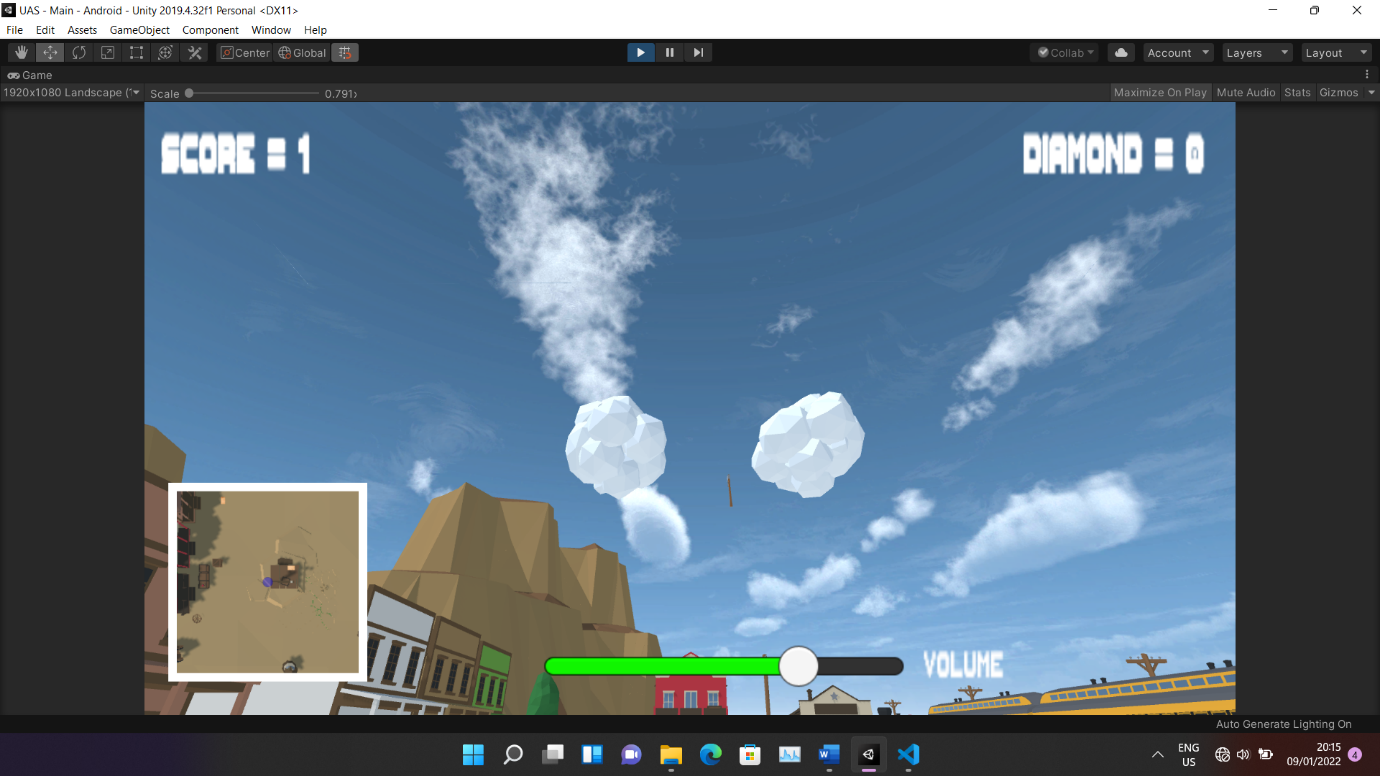 UAS - Main - Android - Unity 2019.4.32f1 Personal <DX11>
File Edit Assets GameObject Component Window Help
Center Global Collab Account Layers Layout
Game
Scale 0.791x Maximize On Play Mute Audio Stats Gizmos
1920x1080 Landscape
SCORE = 1 DIAMOND = 0
VOLUME
Auto Generate Lighting On
ENG
US
20:15
09/01/2022
4